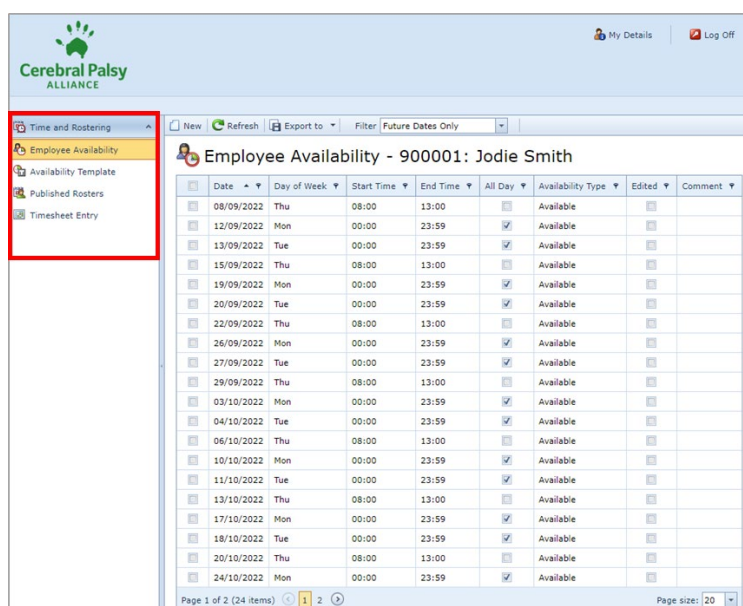 My Details
Log Off
Cerebral Palsy
ALLIANCE
Time and Rostering
Employee Availability
Availability Template
Published Rosters
Timesheet Entry
New Refresh Export to Filter Future Dates Only
Employee Availability - 900001: Jodie Smith
Date Day of Week Start Time End Time All Day Availability Type Edited Comment
08/09/2022 Thu 08:00 13:00 Available
12/09/2022 Mon 00:00 23:59 Available
13/09/2022 Tue 00:00 23:59 Available
15/09/2022 Thu 08:00 13:00 Available
19/09/2022 Mon 00:00 23:59 Available
20/09/2022 Tue 00:00 23:59 Available
22/09/2022 Thu 08:00 13:00 Available
26/09/2022 Mon 00:00 23:59 Available
27/09/2022 Tue 00:00 23:59 Available
29/09/2022 Thu 08:00 13:00 Available
03/10/2022 Mon 00:00 23:59 Available
04/10/2022 Tue 00:00 23:59 Available
06/10/2022 Thu 08:00 13:00 Available
10/10/2022 Mon 00:00 23:59 Available
11/10/2022 Tue 00:00 23:59 Available
13/10/2022 Thu 08:00 13:00 Available
17/10/2022 Mon 00:00 23:59 Available
18/10/2022 Tue 00:00 23:59 Available
20/10/2022 Thu 08:00 13:00 Available
24/10/2022 Mon 00:00 23:59 Available
Page 1 of 2 (24 items) 1 2 Page size: 20